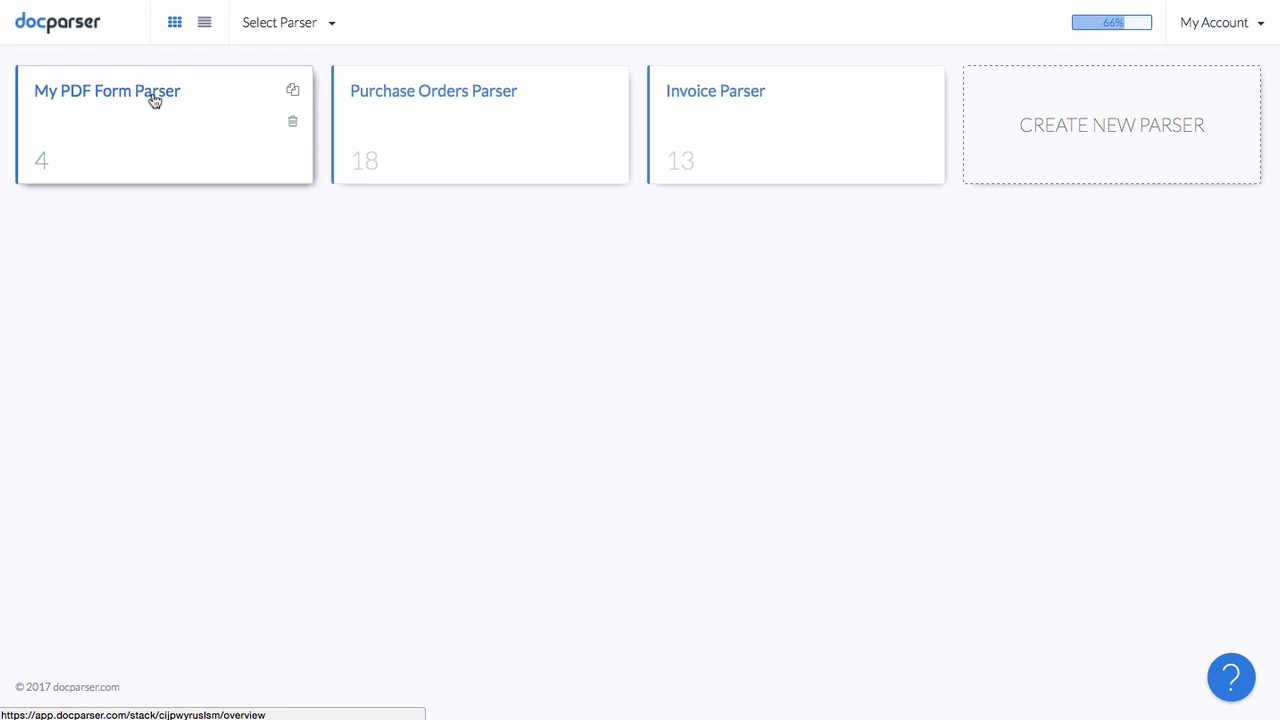 docparser
Select Parser
66%
My Account
My PDF Form Parser
4
Purchase Orders Parser
18
Invoice Parser
13
CREATE NEW PARSER
© 2017 docparser.com
?
https://app.docparser.com/stack/cijpwyruslsm/overview